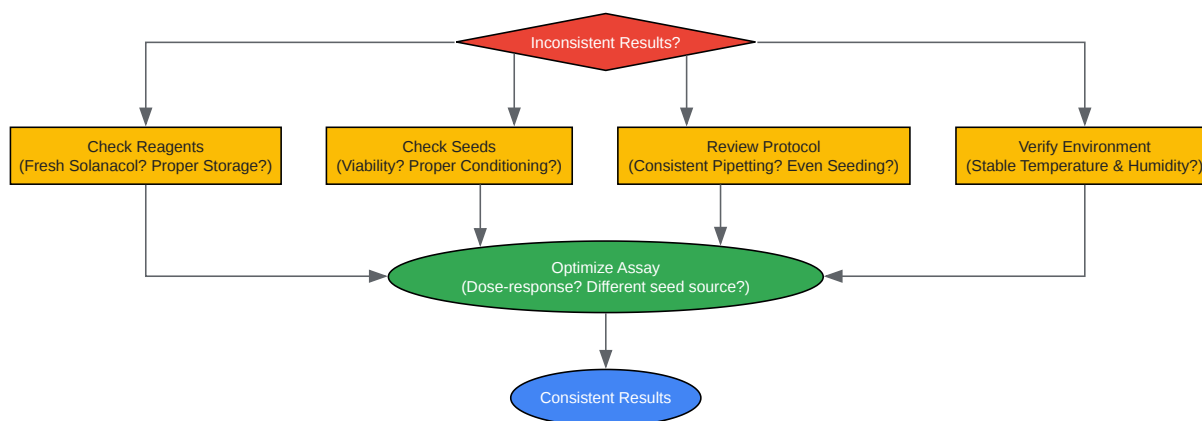 Inconsistent Results?
Check Reagents
(Fresh Solanacol? Proper Storage?)
Check Seeds
(Viability? Proper Conditioning?)
Review Protocol
(Consistent Pipetting? Even Seeding?)
Verify Environment
(Stable Temperature & Humidity?)
Optimize Assay
(Dose-response? Different seed source?)
Consistent Results